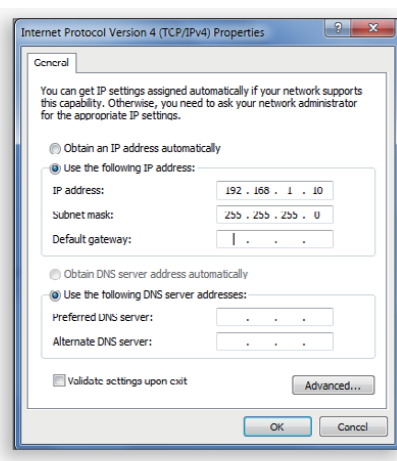 Internet Protocol Version 4 (TCP/IPv4) Properties
General
You can get IP settings assigned automatically if your network supports
this capability. Otherwise, you need to ask your network administrator
for the appropriate IP settings.
Obtain an IP address automatically
Use the following IP address:
IP address: 192 . 168 . 1 . 10
Subnet mask: 255 . 255 . 255 . 0
Default gateway: . . .
Obtain DNS server address automatically
Use the following DNS server addresses:
Preferred DNS server: . . .
Alternate DNS server: . . .
Validate settings upon exit
Advanced...
OK Cancel